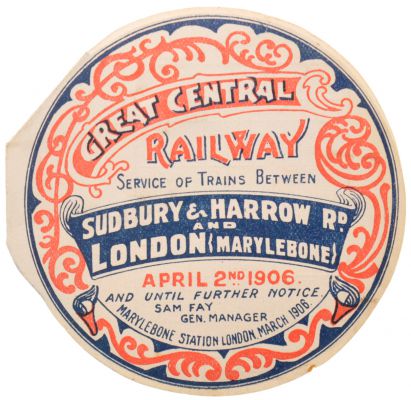 GREAT CENTRAL
RAILWAY
SERVICE OF TRAINS BETWEEN
SUDBURY & HARROW RD.
AND
LONDON (MARYLEBONE)
APRIL 2ND 1906.
AND UNTIL FURTHER NOTICE.
SAM FAY
GEN. MANAGER
MARYLEBONE STATION LONDON. MARCH 1906.